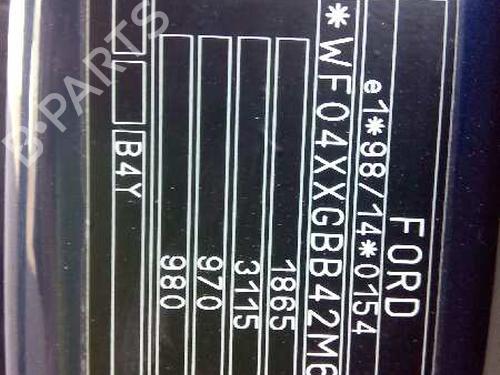 FORD
e1*98/14*0154
*WF04XXGBB42M6
1865
3115
970
980
B4Y
B-PARTS